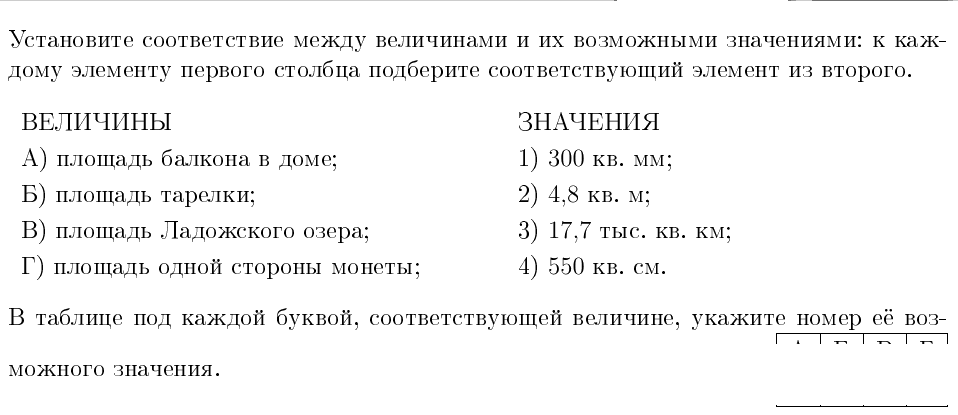 Установите соответствие между величинами и их возможными значениями: к каж-
дому элементу первого столбца подберите соответствующий элемент из второго.
ВЕЛИЧИНЫ
А) площадь балкона в доме;
Б) площадь тарелки;
В) площадь Ладожского озера;
Г) площадь одной стороны монеты;
ЗНАЧЕНИЯ
1) 300 кв. мм;
2) 4,8 кв. м;
3) 17,7 тыс. кв. км;
4) 550 кв. см.
В таблице под каждой буквой, соответствующей величине, укажите номер её воз-
можного значения.